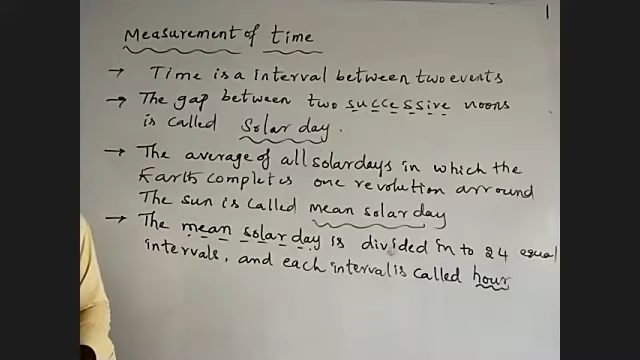 1
Measurement of time
→ Time is a interval between two events
→ The gap between two successive noons
is called Solar day.
→ The average of all solardays in which the
Earth completes one revolution arround
The sun is called mean solar day
→ The mean solar day is divided in to 24 equal
intervals, and each interval is called hour